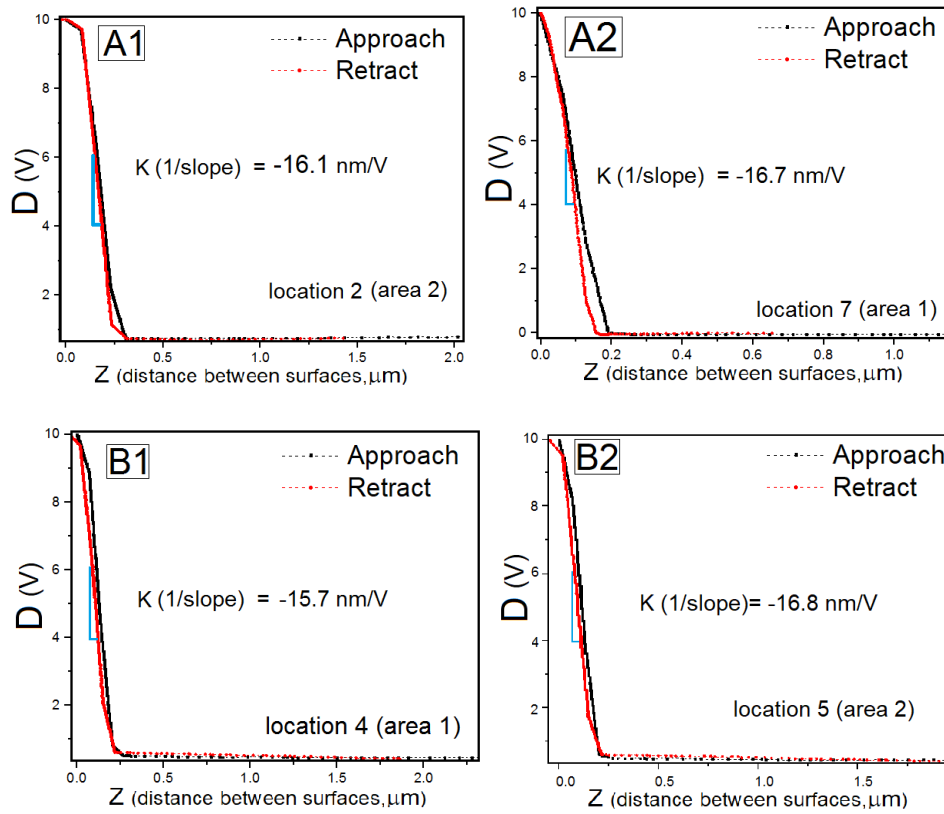 A1
Approach
Retract
K (1/slope) = -16.1 nm/V
location 2 (area 2)
D (V)
10
8
6
4
2
0.0 0.5 1.0 1.5 2.0
Z (distance between surfaces,μm)
A2
Approach
Retract
K (1/slope) = -16.7 nm/V
location 7 (area 1)
D (V)
10
8
6
4
2
0
0.0 0.2 0.4 0.6 0.8 1.0
Z (distance between surfaces,μm)
B1
Approach
Retract
K (1/slope) = -15.7 nm/V
location 4 (area 1)
D (V)
10
8
6
4
2
0.0 0.5 1.0 1.5 2.0
Z (distance between surfaces,μm)
B2
Approach
Retract
K (1/slope)= -16.8 nm/V
location 5 (area 2)
D (V)
10
8
6
4
2
0.0 0.5 1.0 1.5
Z (distance between surfaces,μm)